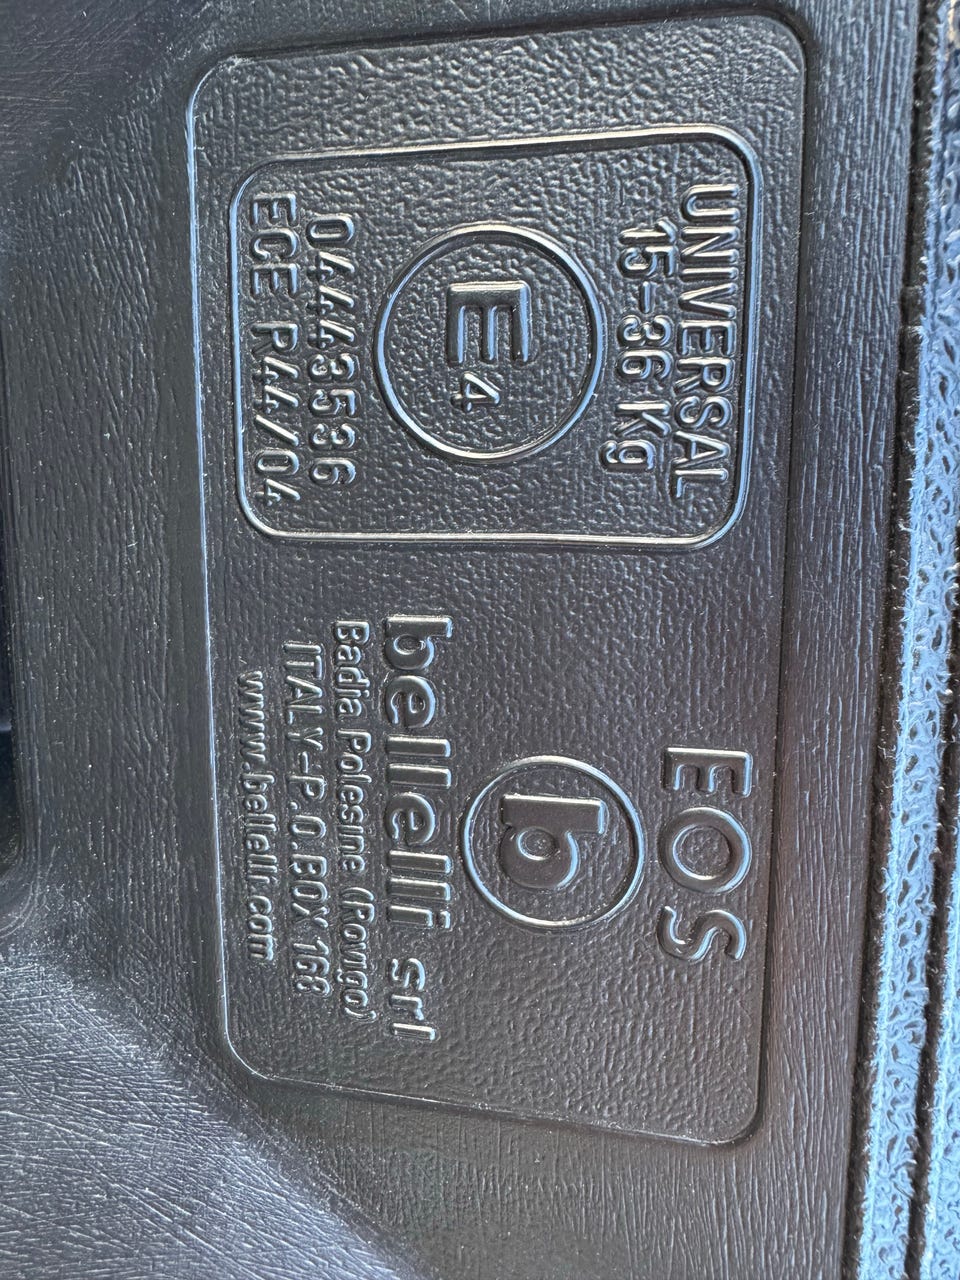 UNIVERSAL
15-36 Kg
E4
04443536
ECE R44/04
EOS
b
bellelli srl
Badia Polesine (Rovigo)
ITALY-P.O.BOX 168
www.bellelli.com